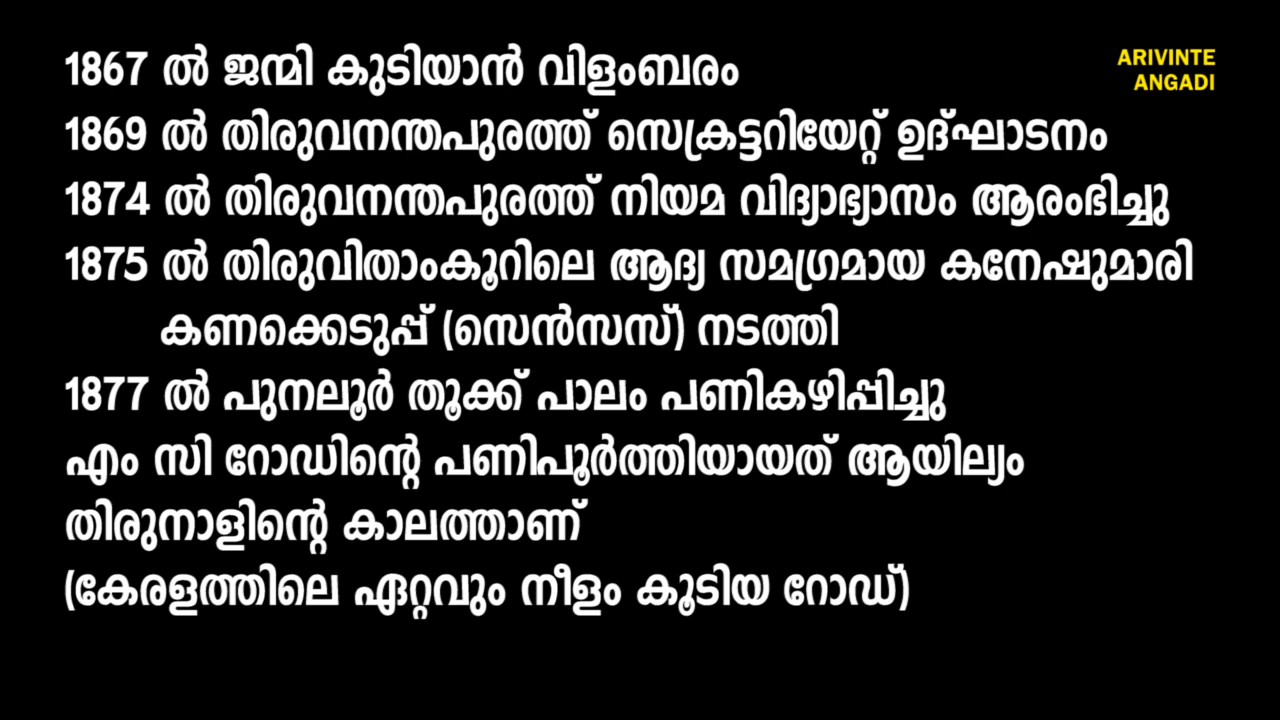 1867 ൽ ജന്മി കുടിയാൻ വിളംബരം
ARIVINTE
ANGADI
1869 ൽ തിരുവനന്തപുരത്ത് സെക്രട്ടറിയേറ്റ് ഉദ്ഘാടനം
1874 ൽ തിരുവനന്തപുരത്ത് നിയമ വിദ്യാഭ്യാസം ആരംഭിച്ചു
1875 ൽ തിരുവിതാംകൂറിലെ ആദ്യ സമഗ്രമായ കനേഷുമാരി
കണക്കെടുപ്പ് (സെൻസസ്) നടത്തി
1877 ൽ പുനലൂർ തൂക്ക് പാലം പണികഴിപ്പിച്ചു
എം സി റോഡിന്റെ പണിപൂർത്തിയായത് ആയില്യം
തിരുനാളിന്റെ കാലത്താണ്
(കേരളത്തിലെ ഏറ്റവും നീളം കൂടിയ റോഡ്)